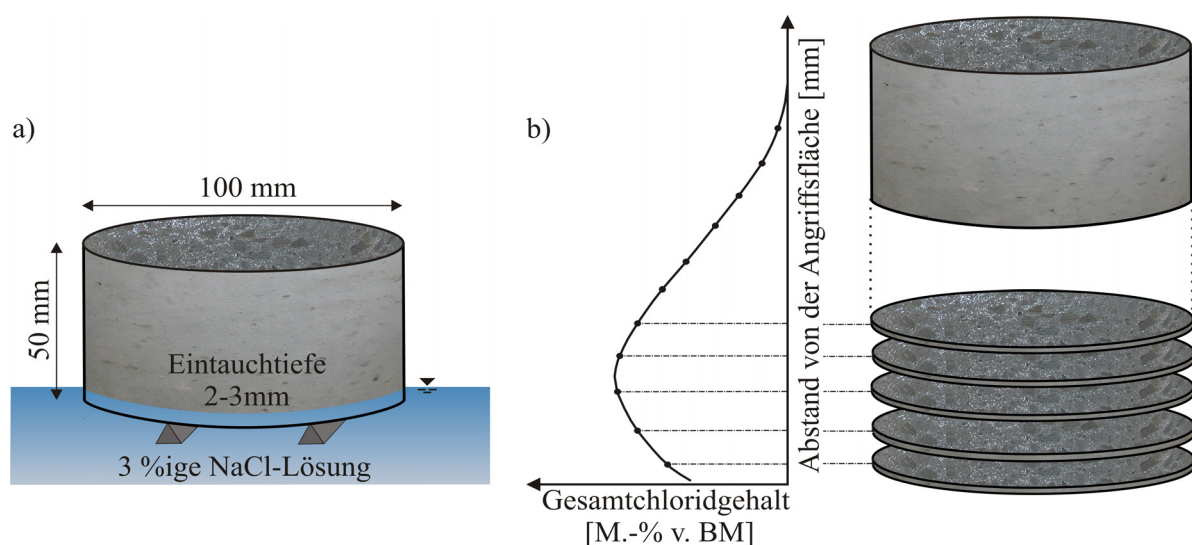 a)
100 mm
50 mm
Eintauchtiefe
2-3mm
3 %ige NaCl-Lösung
b)
Abstand von der Angriffsfläche [mm]
Gesamtchloridgehalt
[M.-% v. BM]